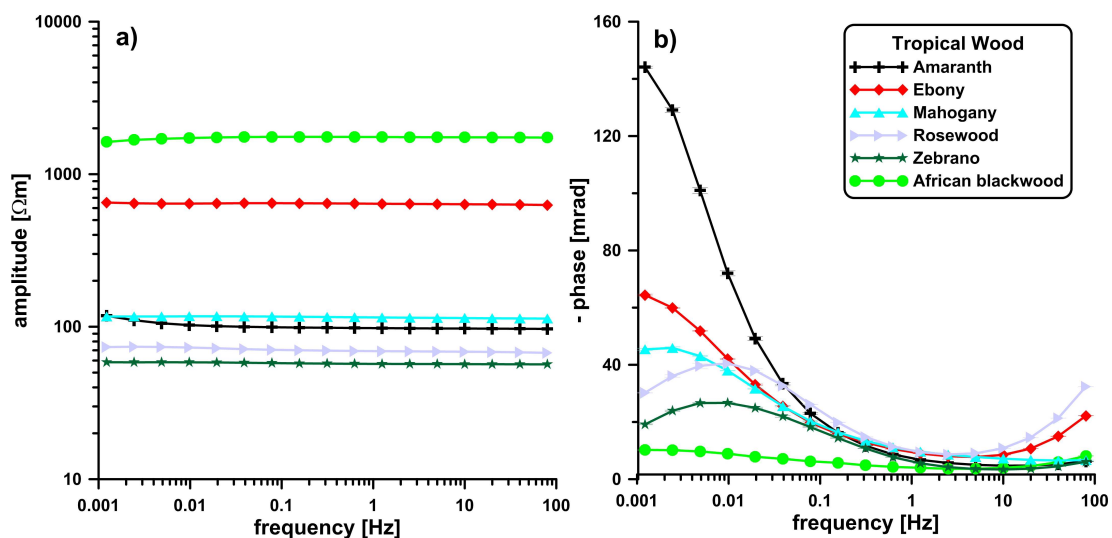 a)
amplitude [Ωm]
10000
1000
100
10
0.001
0.01
0.1
1
10
100
frequency [Hz]
b)
- phase [mrad]
160
120
80
40
0
0.001
0.01
0.1
1
10
100
frequency [Hz]
Tropical Wood
Amaranth
Ebony
Mahogany
Rosewood
Zebrano
African blackwood